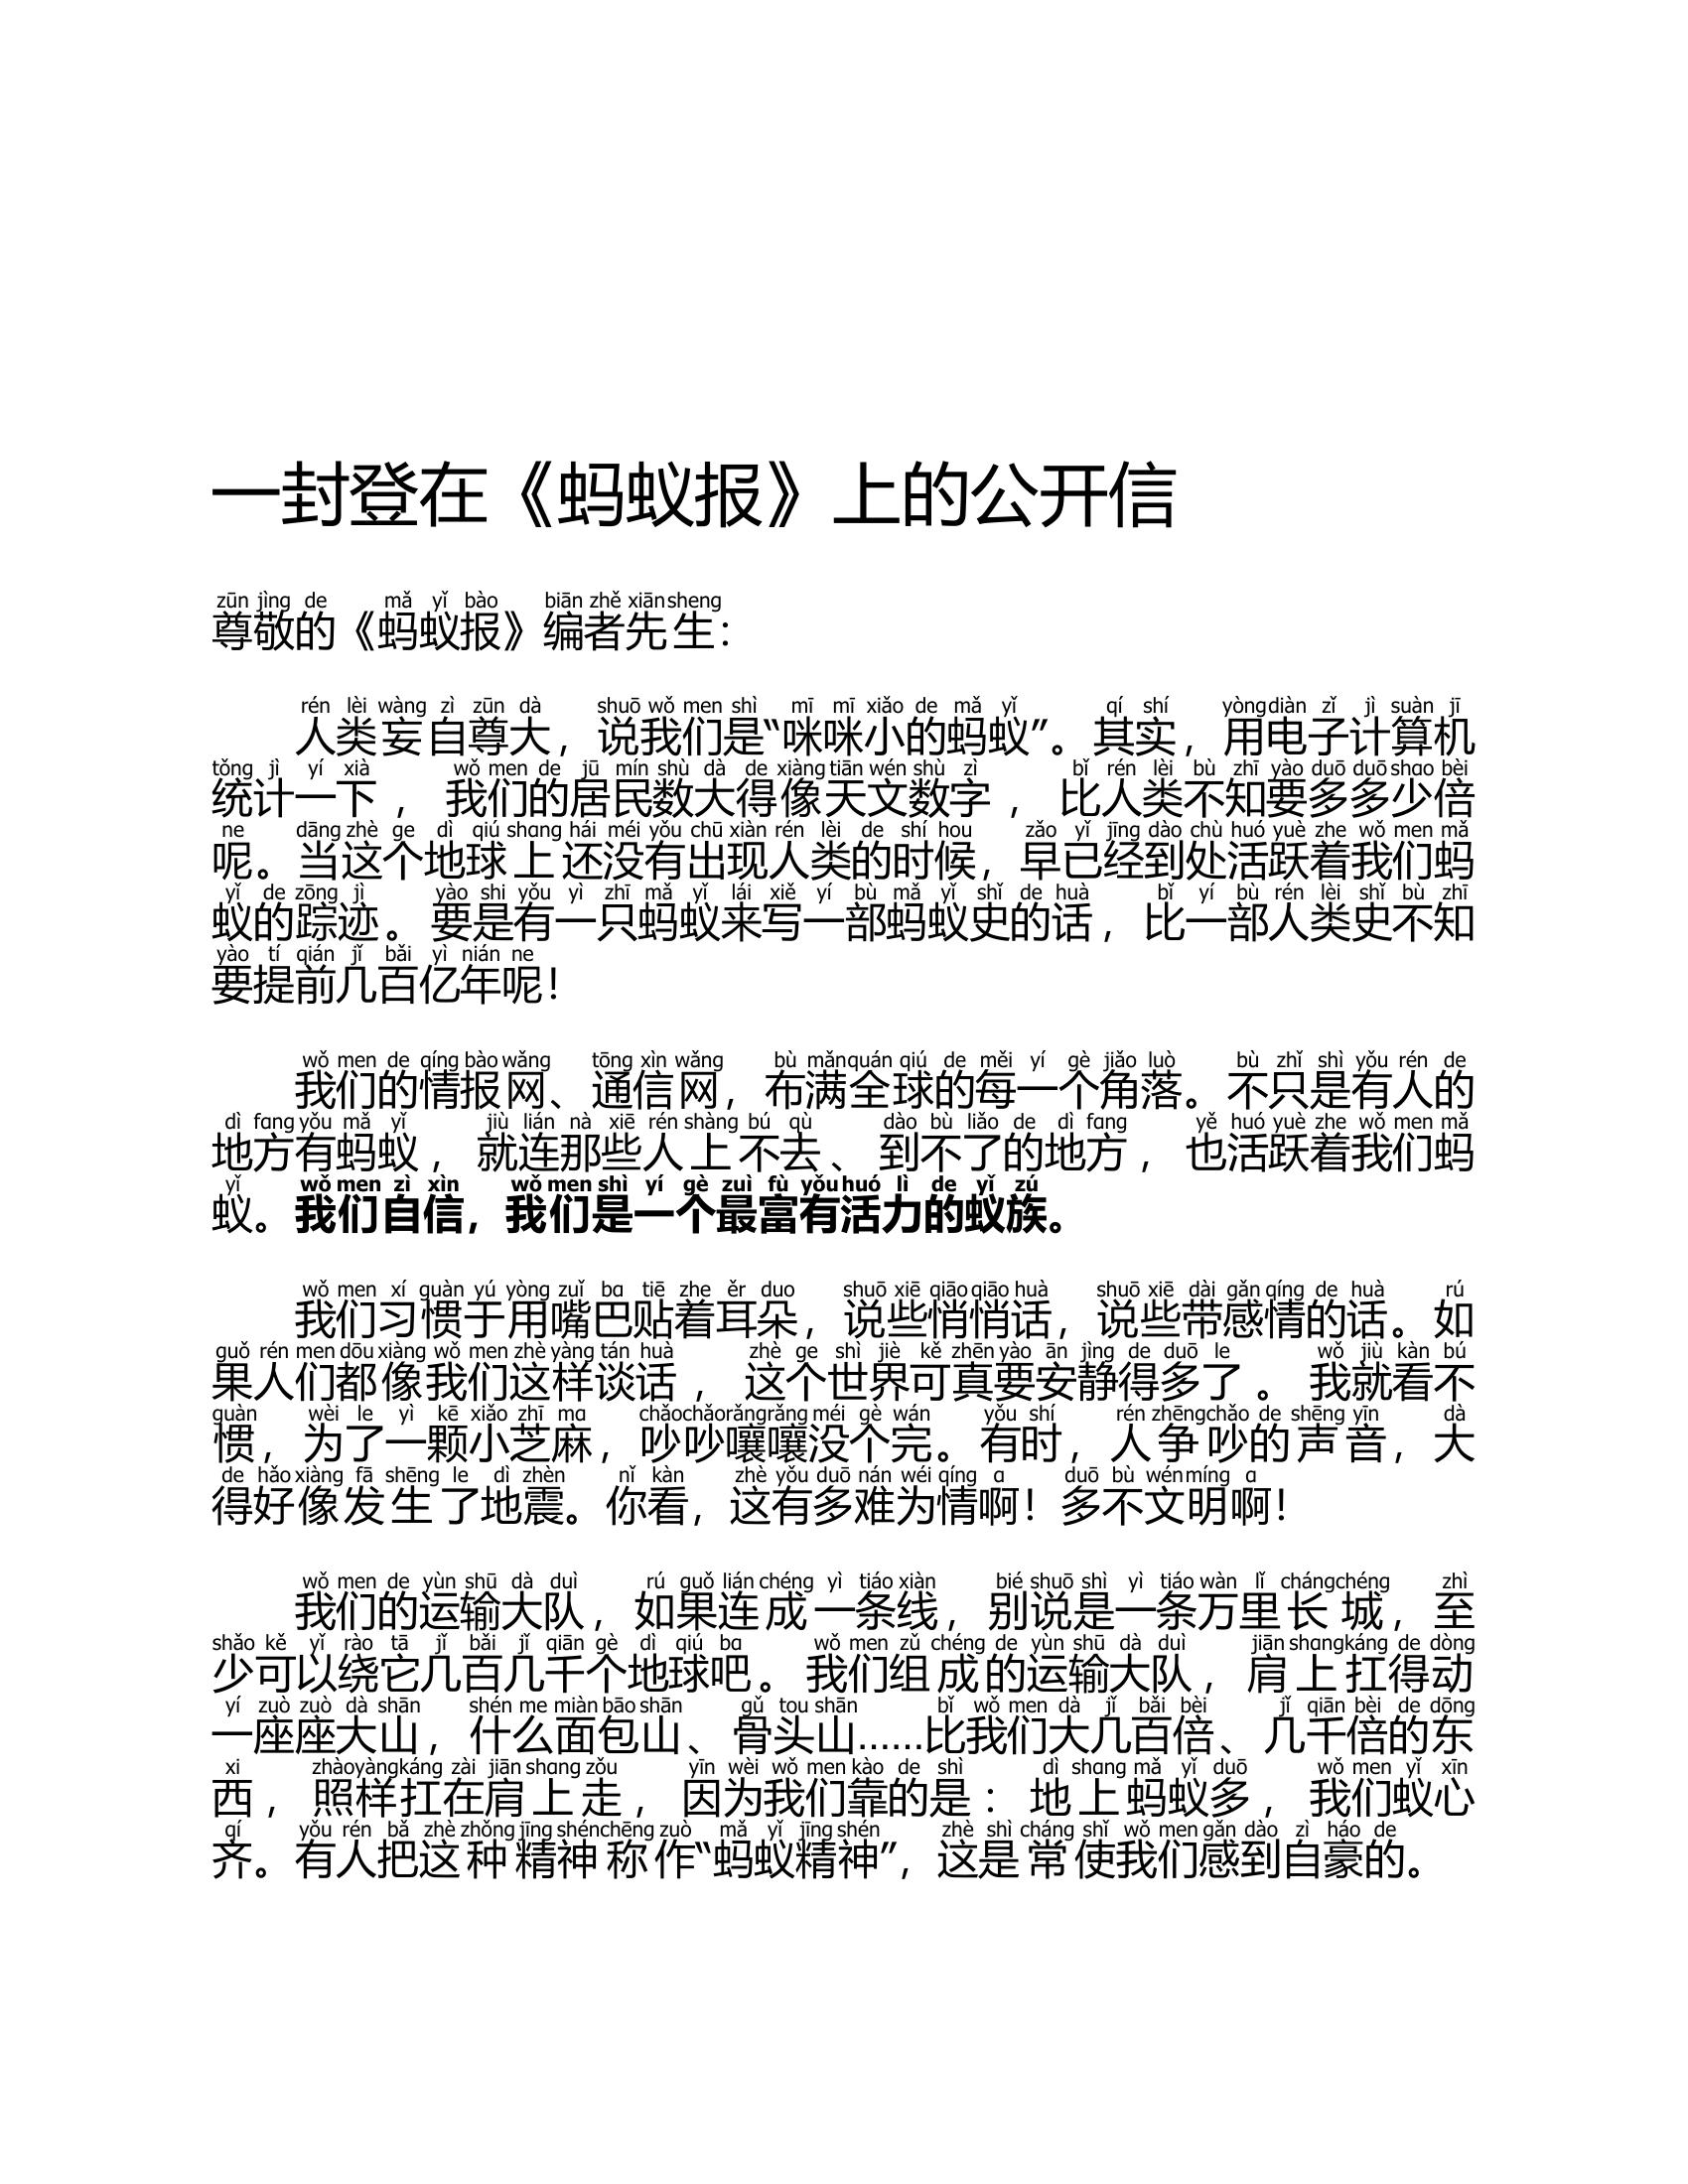 一封登在《蚂蚁报》上的公开信
zūn jìng de mǎ yǐ bào biān zhě xiān sheng
尊敬的《蚂蚁报》编者先生：
rén lèi wàng zì zūn dà shuō wǒ men shì mī mī xiǎo de mǎ yǐ qí shí yòng diàn zǐ jì suàn jī
人类妄自尊大，说我们是“咪咪小的蚂蚁”。其实，用电子计算机
tǒng jì yí xià wǒ men de jū mín shù dà de xiàng tiān wén shù zì bǐ rén lèi bù zhī yào duō duō shao bèi
统计一下，我们的居民数大得像天文数字，比人类不知要多多少倍
ne dāng zhè ge dì qiú shang hái méi yǒu chū xiàn rén lèi de shí hou zǎo yǐ jīng dào chù huó yuè zhe wǒ men mǎ
呢。当这个地球上还没有出现人类的时候，早已经到处活跃着我们蚂
yǐ de zōng jì yào shi yǒu yì zhī mǎ yǐ lái xiě yí bù mǎ yǐ shǐ de huà bǐ yí bù rén lèi shǐ bù zhī
蚁的踪迹。要是有一只蚂蚁来写一部蚂蚁史的话，比一部人类史不知
yào tí qián jǐ bǎi yì nián ne
要提前几百亿年呢！
wǒ men de qíng bào wǎng tōng xìn wǎng bù mǎn quán qiú de měi yí gè jiǎo luò bù zhǐ shì yǒu rén de
我们的情报网、通信网，布满全球的每一个角落。不只是有人的
dì fang yǒu mǎ yǐ jiù lián nà xiē rén shàng bú qù dào bù liǎo de dì fang yě huó yuè zhe wǒ men mǎ
地方有蚂蚁，就连那些人上不去、到不了的地方，也活跃着我们蚂
yǐ wǒ men zì xìn wǒ men shì yí gè zuì fù yǒu huó lì de yǐ zú
蚁。我们自信，我们是一个最富有活力的蚁族。
wǒ men xí guàn yú yòng zuǐ ba tiē zhe ěr duo shuō xiē qiāo qiāo huà shuō xiē dài gǎn qíng de huà rú
我们习惯于用嘴巴贴着耳朵，说些悄悄话，说些带感情的话。如
guǒ rén men dōu xiàng wǒ men zhè yàng tán huà zhè ge shì jiè kě zhēn yào ān jìng de duō le wǒ jiù kàn bú
果人们都像我们这样谈话，这个世界可真要安静得多了。我就看不
guàn wèi le yì kē xiǎo zhī ma chǎo chǎo rǎng rǎng méi gè wán yǒu shí rén zhēng chǎo de shēng yīn dà
惯，为了一颗小芝麻，吵吵嚷嚷没个完。有时，人争吵的声音，大
de hǎo xiàng fā shēng le dì zhèn nǐ kàn zhè yǒu duō nán wéi qíng a duō bù wén míng a
得好像发生了地震。你看，这有多难为情啊！多不文明啊！
wǒ men de yùn shū dà duì rú guǒ lián chéng yì tiáo xiàn bié shuō shì yì tiáo wàn lǐ cháng chéng zhì
我们的运输大队，如果连成一条线，别说是一条万里长城，至
shǎo kě yǐ rào tā jǐ bǎi jǐ qiān gè dì qiú ba wǒ men zǔ chéng de yùn shū dà duì jiān shang káng de dòng
少可以绕它几百几千个地球吧。我们组成的运输大队，肩上扛得动
yí zuò zuò dà shān shén me miàn bāo shān gǔ tou shān bǐ wǒ men dà jǐ bǎi bèi jǐ qiān bèi de dōng
一座座大山，什么面包山、骨头山……比我们大几百倍、几千倍的东
xi zhào yàng káng zài jiān shang zǒu yīn wèi wǒ men kào de shì dì shang mǎ yǐ duō wǒ men yǐ xīn
西，照样扛在肩上走，因为我们靠的是：地上蚂蚁多，我们蚁心
qí yǒu rén bǎ zhè zhǒng jīng shén chēng zuò mǎ yǐ jīng shén zhè shì cháng shǐ wǒ men gǎn dào zì háo de
齐。有人把这种精神称作“蚂蚁精神”，这是常使我们感到自豪的。